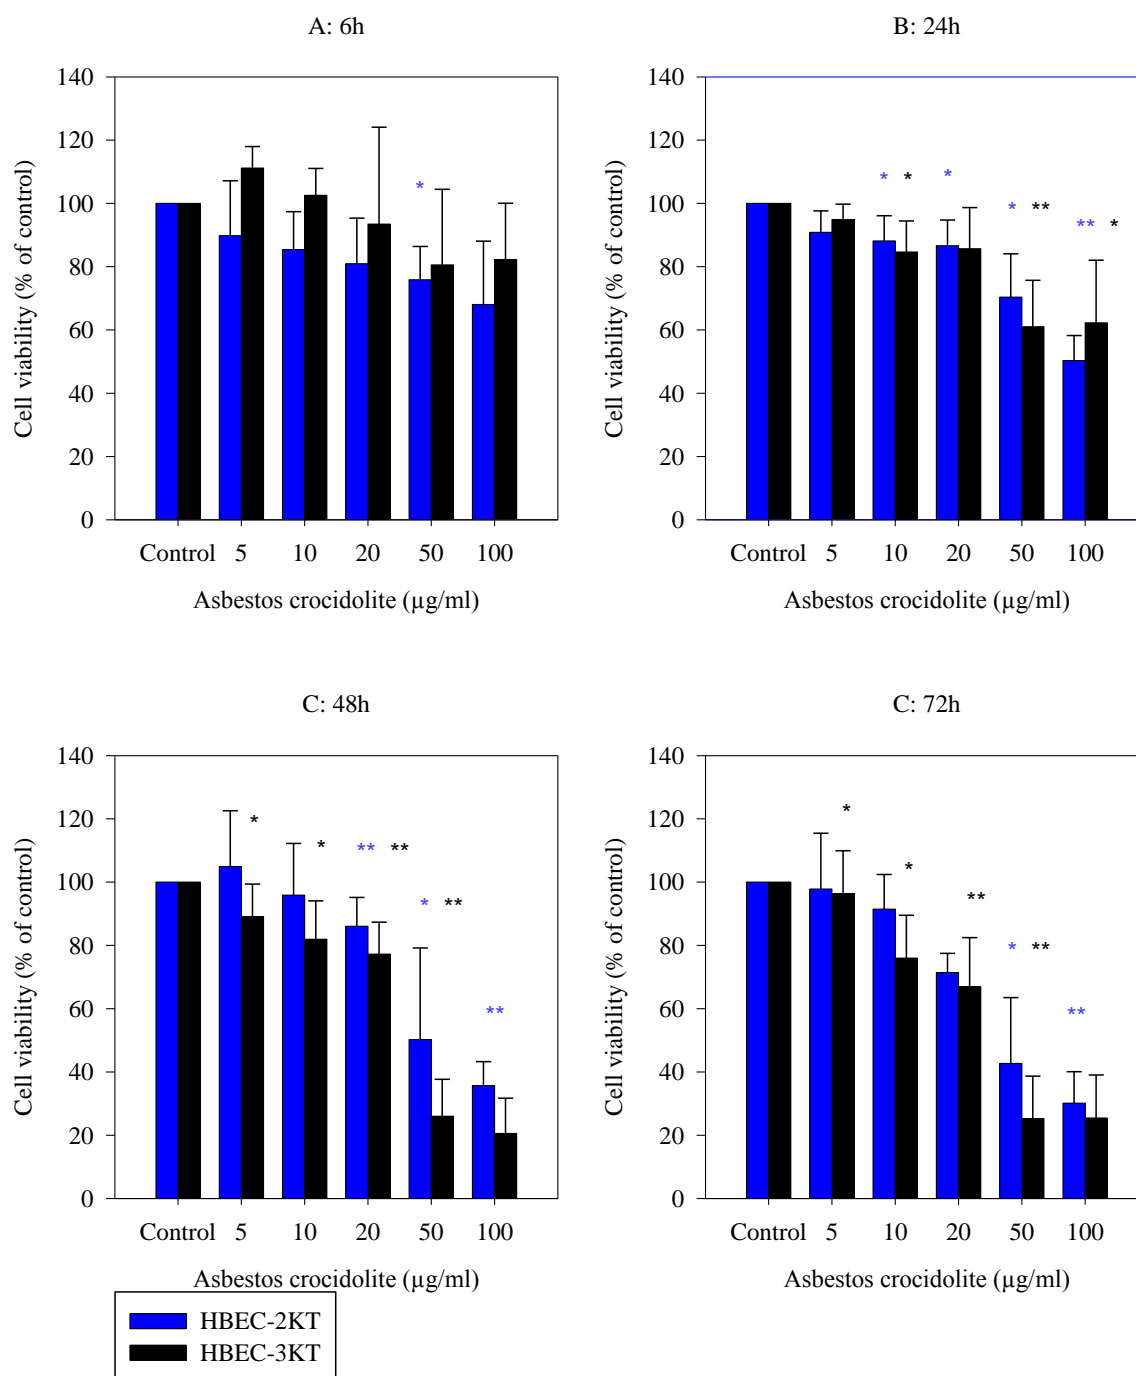 A: 6h
140
120
100
80
60
40
20
0
Cell viability (% of control)
* 
Control 5 10 20 50 100
Asbestos crocidolite (µg/ml)
B: 24h
140
120
100
80
60
40
20
0
Cell viability (% of control)
* * *
* **
** *
Control 5 10 20 50 100
Asbestos crocidolite (µg/ml)
C: 48h
140
120
100
80
60
40
20
0
Cell viability (% of control)
*
* ** **
* **
**
Control 5 10 20 50 100
Asbestos crocidolite (µg/ml)
C: 72h
140
120
100
80
60
40
20
0
Cell viability (% of control)
*
*
**
* **
**
Control 5 10 20 50 100
Asbestos crocidolite (µg/ml)
HBEC-2KT
HBEC-3KT